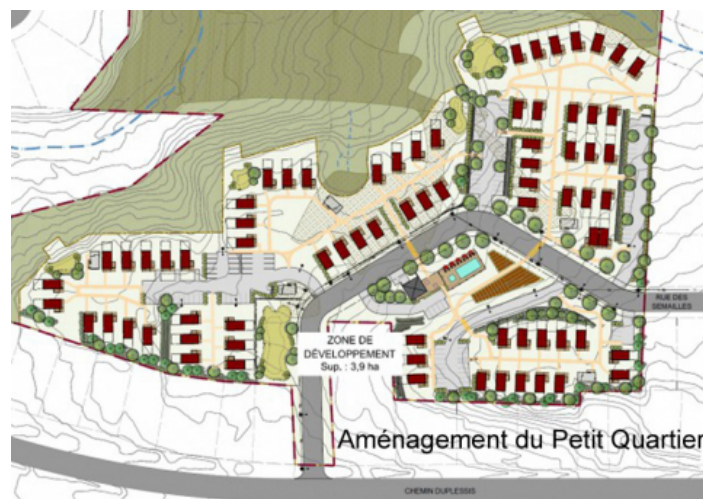 RUE DES
SEMAILLES
ZONE DE
DÉVELOPPEMENT
Sup. : 3,9 ha
Aménagement du Petit Quartier
CHEMIN DUPLESSIS